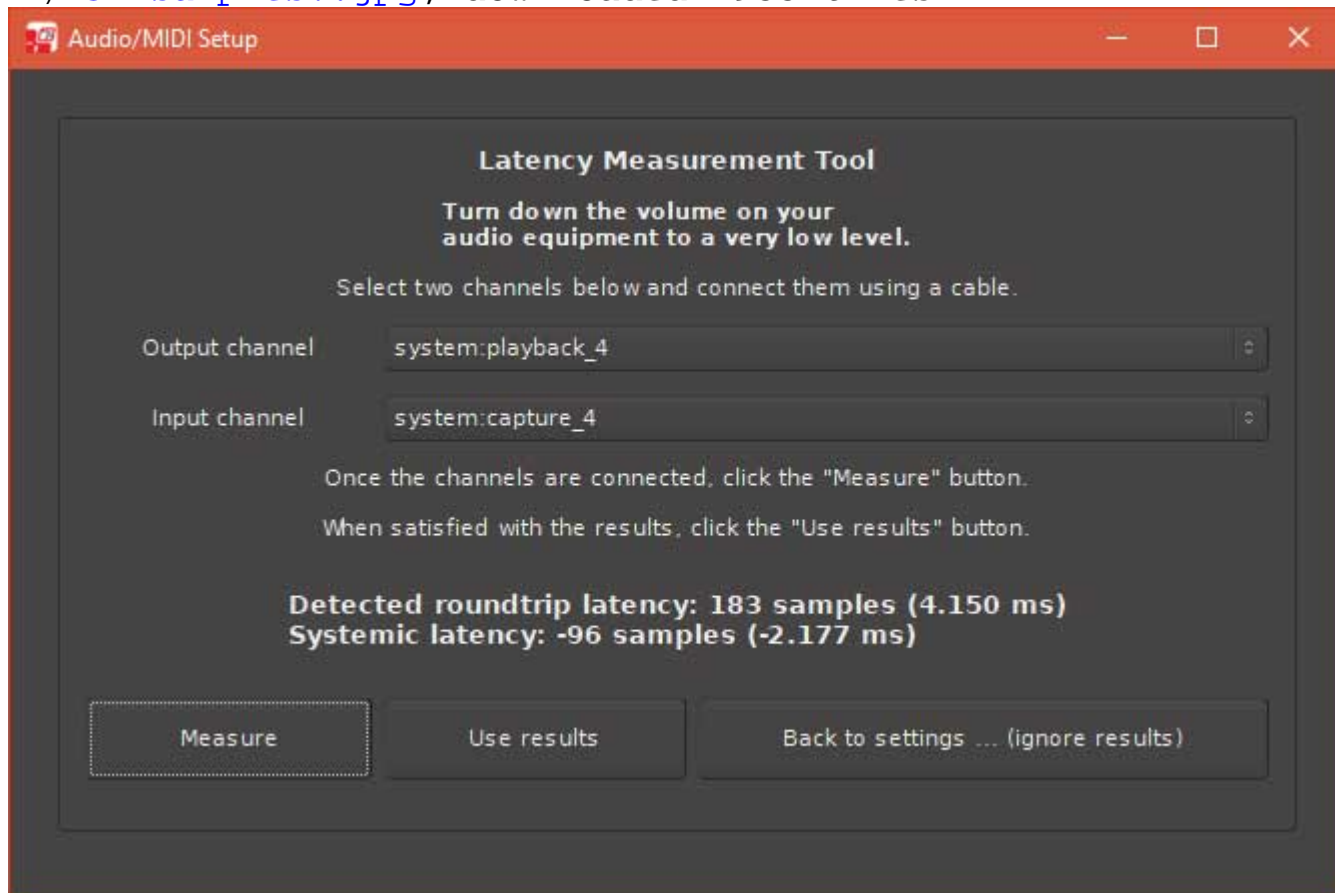 Audio/MIDI Setup
Latency Measurement Tool
Turn down the volume on your
audio equipment to a very low level.
Select two channels below and connect them using a cable.
Output channel system:playback_4
Input channel system:capture_4
Once the channels are connected, click the "Measure" button.
When satisfied with the results, click the "Use results" button.
Detected roundtrip latency: 183 samples (4.150 ms)
Systemic latency: -96 samples (-2.177 ms)
Measure Use results Back to settings ... (ignore results)